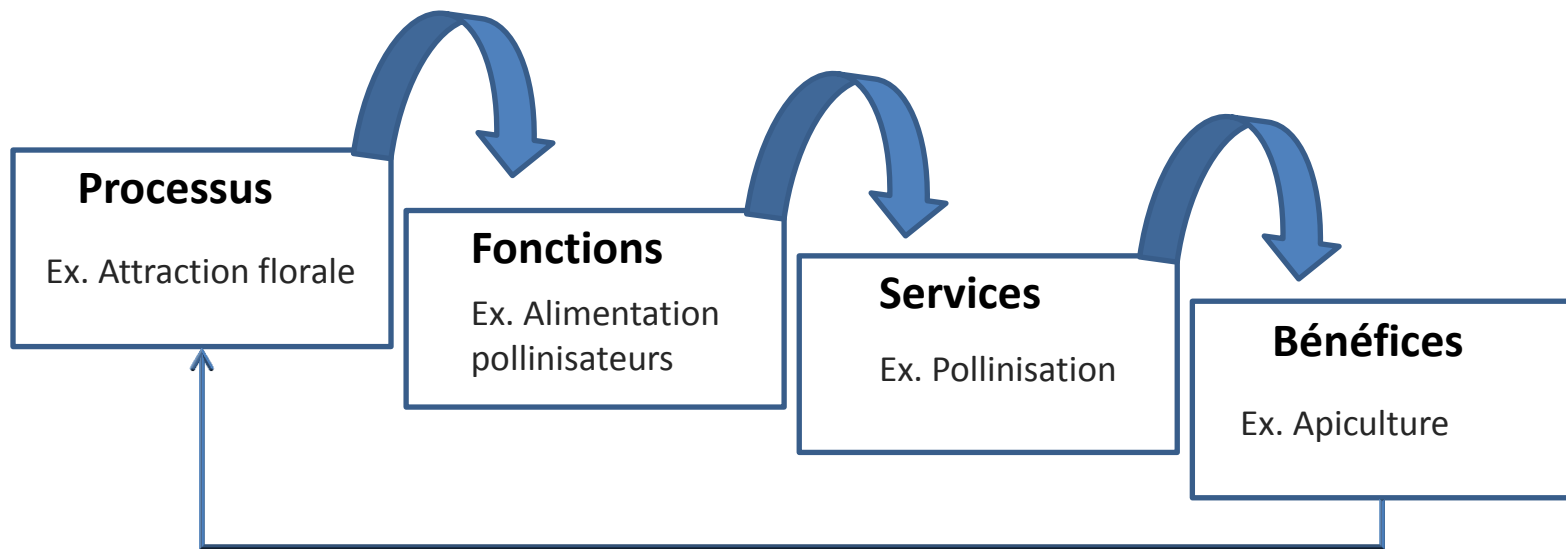 Processus
Ex. Attraction florale
Fonctions
Ex. Alimentation
pollinisateurs
Services
Ex. Pollinisation
Bénéfices
Ex. Apiculture